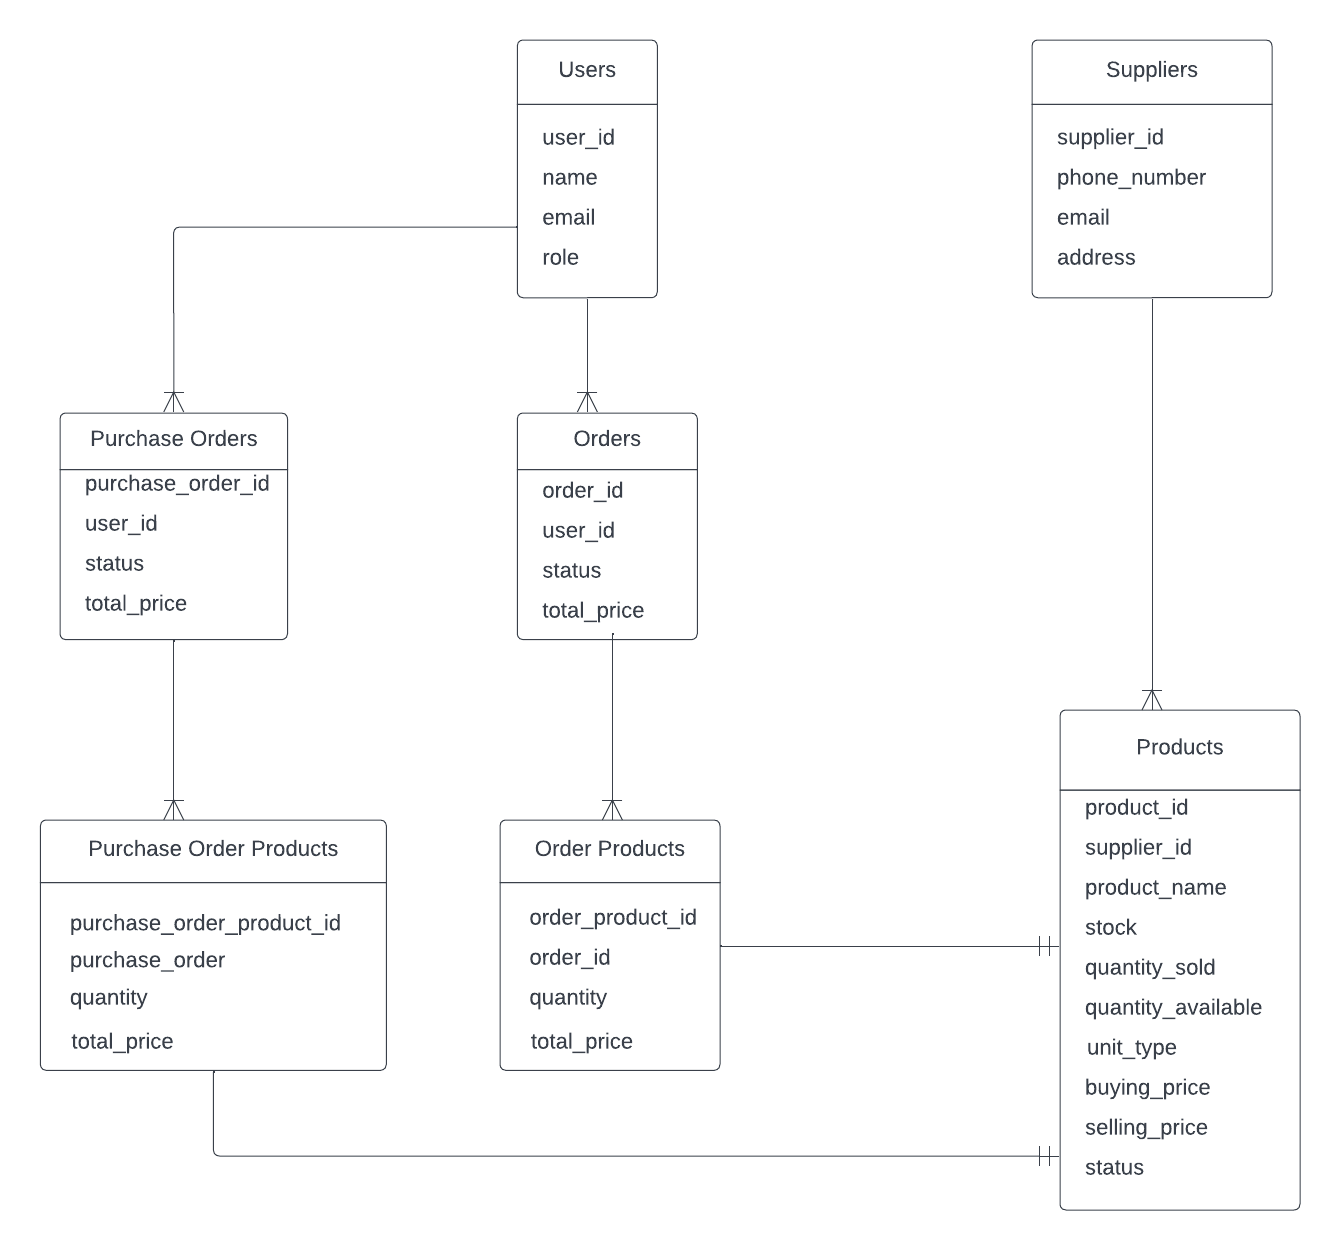 Users
user_id
name
email
role
Suppliers
supplier_id
phone_number
email
address
Purchase Orders
purchase_order_id
user_id
status
total_price
Orders
order_id
user_id
status
total_price
Purchase Order Products
purchase_order_product_id
purchase_order
quantity
total_price
Order Products
order_product_id
order_id
quantity
total_price
Products
product_id
supplier_id
product_name
stock
quantity_sold
quantity_available
unit_type
buying_price
selling_price
status